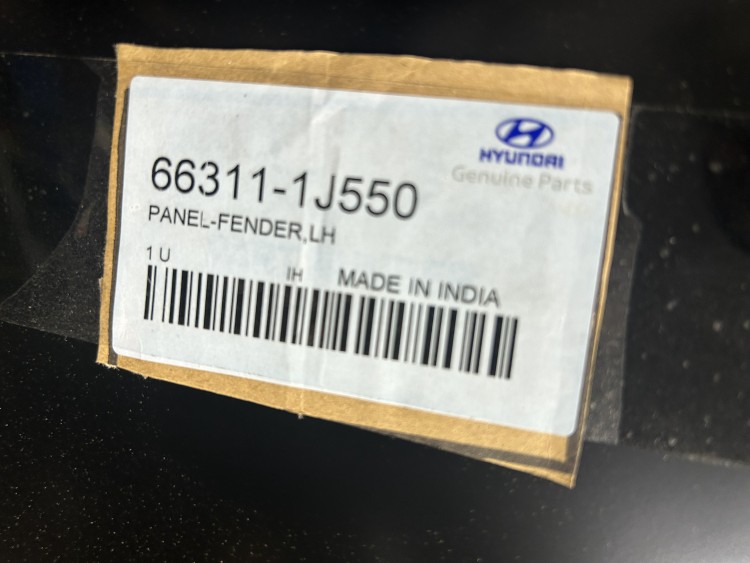 HYUNDAI
Genuine Parts
66311-1J550
PANEL-FENDER,LH
1 U
IH MADE IN INDIA